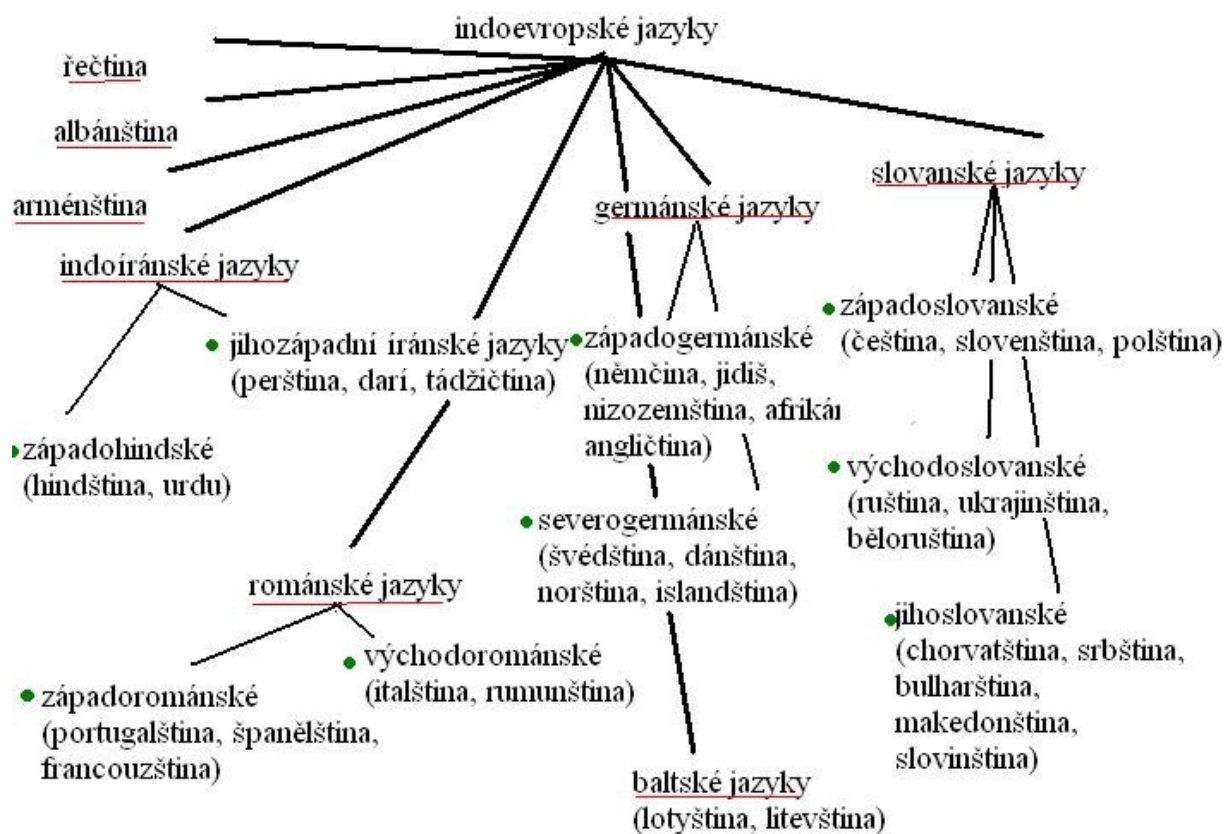 indoevropské jazyky
řečtina
albánština
arménština
indoíránské jazyky
jihozápadní íránské jazyky
(perština, darí, tádžičtina)
západohindské
(hindština, urdu)
románské jazyky
západorománské
(portugalština, španělština,
francouzština)
východorománské
(italština, rumunština)
germánské jazyky
západogermánské
(němčina, jidiš,
nizozemština, afriká
angličtina)
severogermánské
(švédština, dánština,
norština, islandština)
baltské jazyky
(lotyština, litevština)
slovanské jazyky
západoslovanské
(čeština, slovenština, polština)
východoslovanské
(ruština, ukrajinština,
běloruština)
jihoslovanské
(chorvatština, srbština,
bulharština,
makedonština,
slovinština)